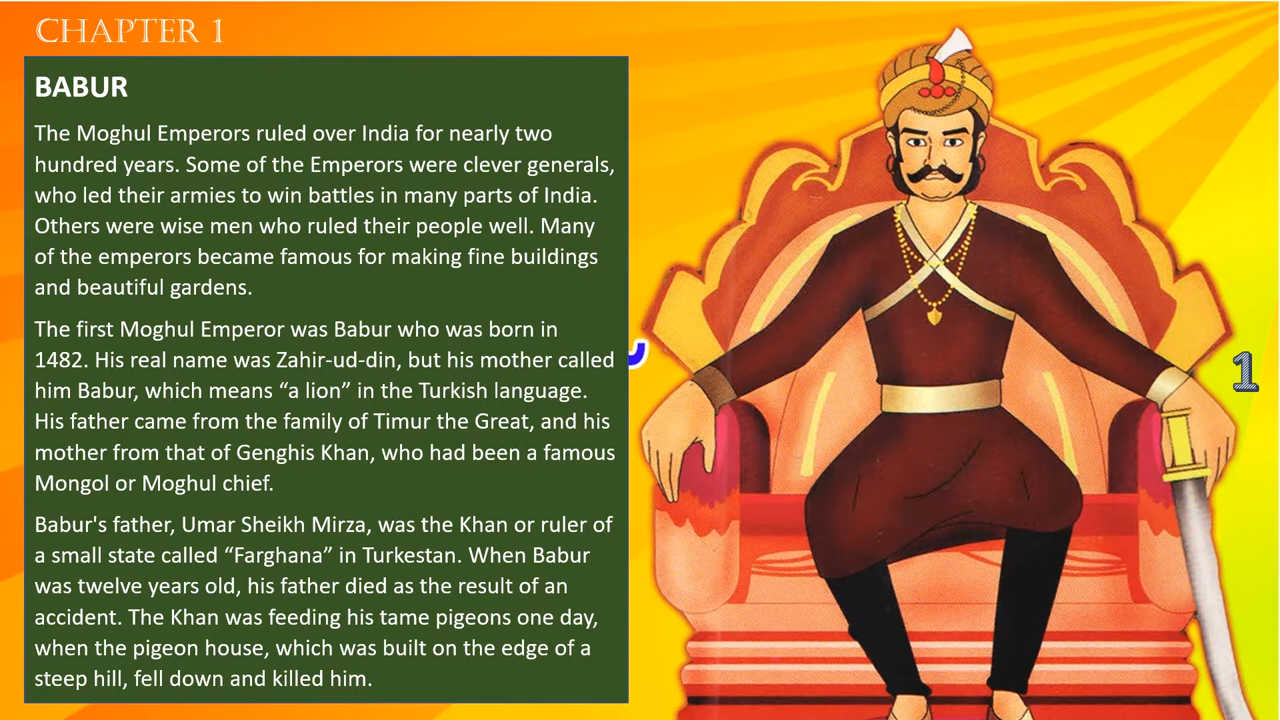 CHAPTER 1
BABUR
The Moghul Emperors ruled over India for nearly two
hundred years. Some of the Emperors were clever generals,
who led their armies to win battles in many parts of India.
Others were wise men who ruled their people well. Many
of the emperors became famous for making fine buildings
and beautiful gardens.
The first Moghul Emperor was Babur who was born in
1482. His real name was Zahir-ud-din, but his mother called
him Babur, which means “a lion” in the Turkish language.
His father came from the family of Timur the Great, and his
mother from that of Genghis Khan, who had been a famous
Mongol or Moghul chief.
Babur's father, Umar Sheikh Mirza, was the Khan or ruler of
a small state called “Farghana” in Turkestan. When Babur
was twelve years old, his father died as the result of an
accident. The Khan was feeding his tame pigeons one day,
when the pigeon house, which was built on the edge of a
steep hill, fell down and killed him.
1